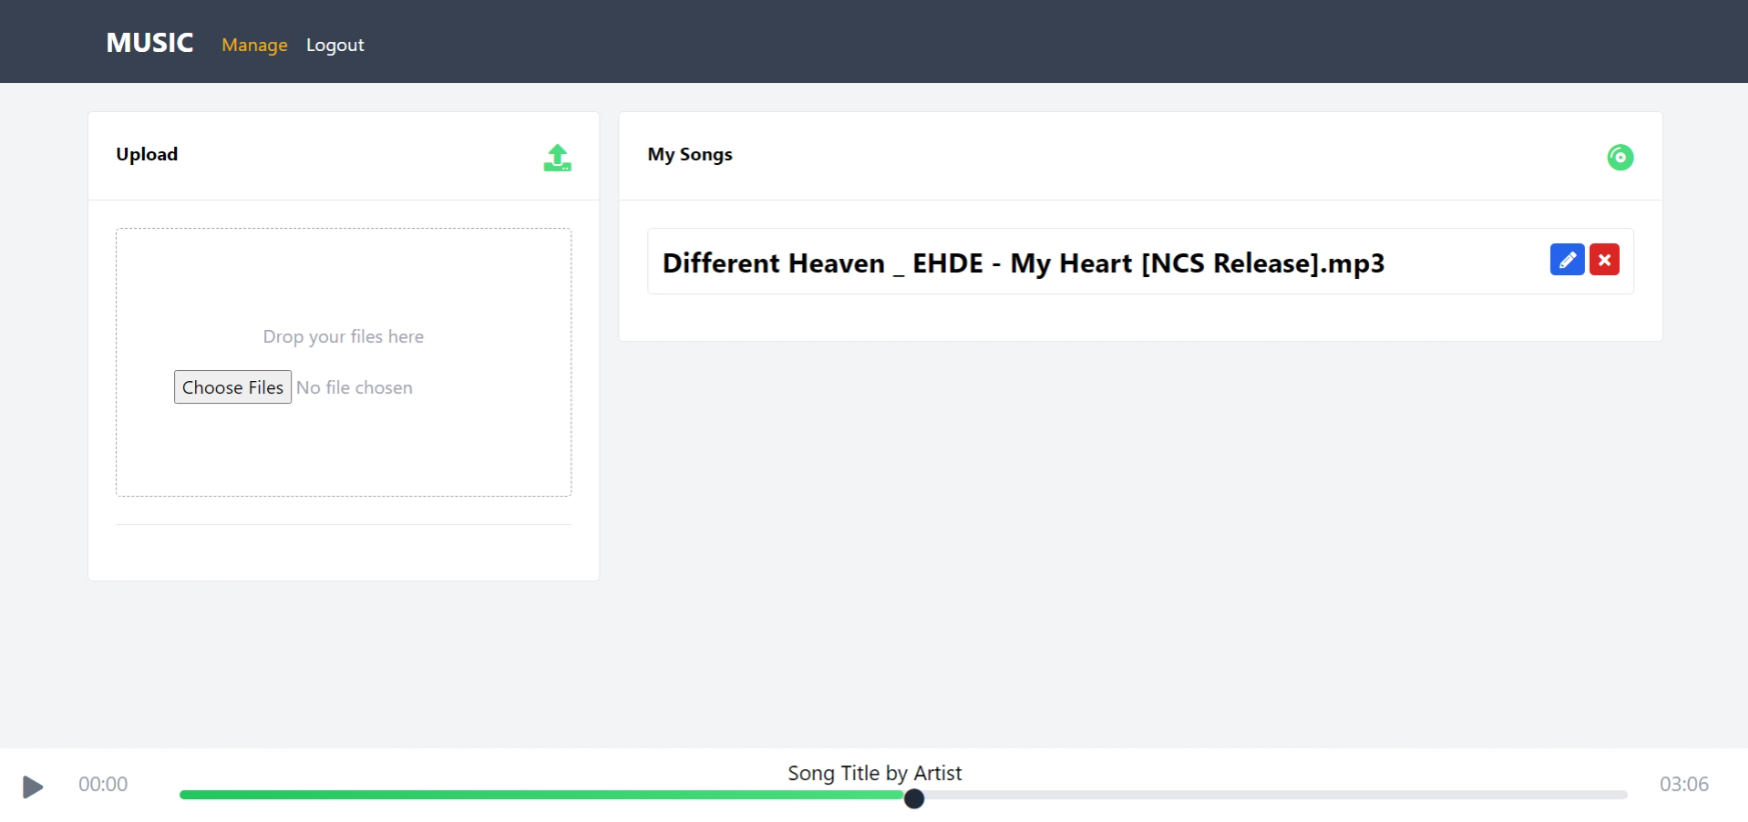 MUSIC Manage Logout
Upload
Drop your files here
Choose Files No file chosen
My Songs
Different Heaven _ EHDE - My Heart [NCS Release].mp3
Song Title by Artist
00:00
03:06